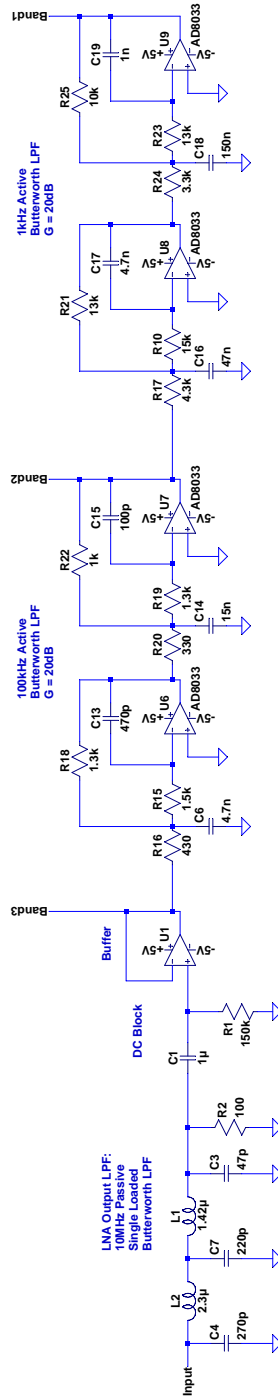 Input
C4
270p
L2
2.3µ
C7
220p
L1
1.42µ
C3
47p
R2
100
LNA Output LPF:
10MHz Passive
Single Loaded
Butterworth LPF
C1
1µ
DC Block
R1
150k
Buffer
U1
+5V
-5V
Band3
R16
430
C6
4.7n
R15
1.5k
R18
1.3k
C13
470p
U6
+5V
-5V
AD8033
100kHz Active
Butterworth LPF
G = 20dB
R20
330
C14
15n
R19
1.3k
R22
1k
C15
100p
U7
+5V
-5V
AD8033
Band2
R17
4.3k
C16
47n
R10
15k
R21
13k
C17
4.7n
U8
+5V
-5V
AD8033
1kHz Active
Butterworth LPF
G = 20dB
R24
3.3k
C18
150n
R23
13k
R25
10k
C19
1n
U9
+5V
-5V
AD8033
Band1